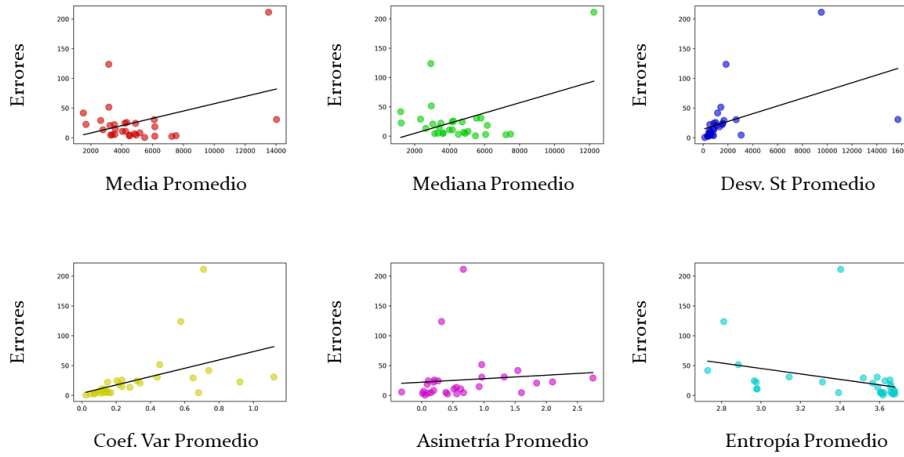 Errores
200
150
100
50
0
2000 4000 6000 8000 10000 12000 14000
Media Promedio
Errores
200
150
100
50
0
2000 4000 6000 8000 10000 12000
Mediana Promedio
Errores
200
150
100
50
0
0 2000 4000 6000 8000 10000 12000 14000 16000
Desv. St Promedio
Errores
200
150
100
50
0
0.0 0.2 0.4 0.6 0.8 1.0
Coef. Var Promedio
Errores
200
150
100
50
0
0.0 0.5 1.0 1.5 2.0 2.5
Asimetría Promedio
Errores
200
150
100
50
0
2.8 3.0 3.2 3.4 3.6
Entropía Promedio